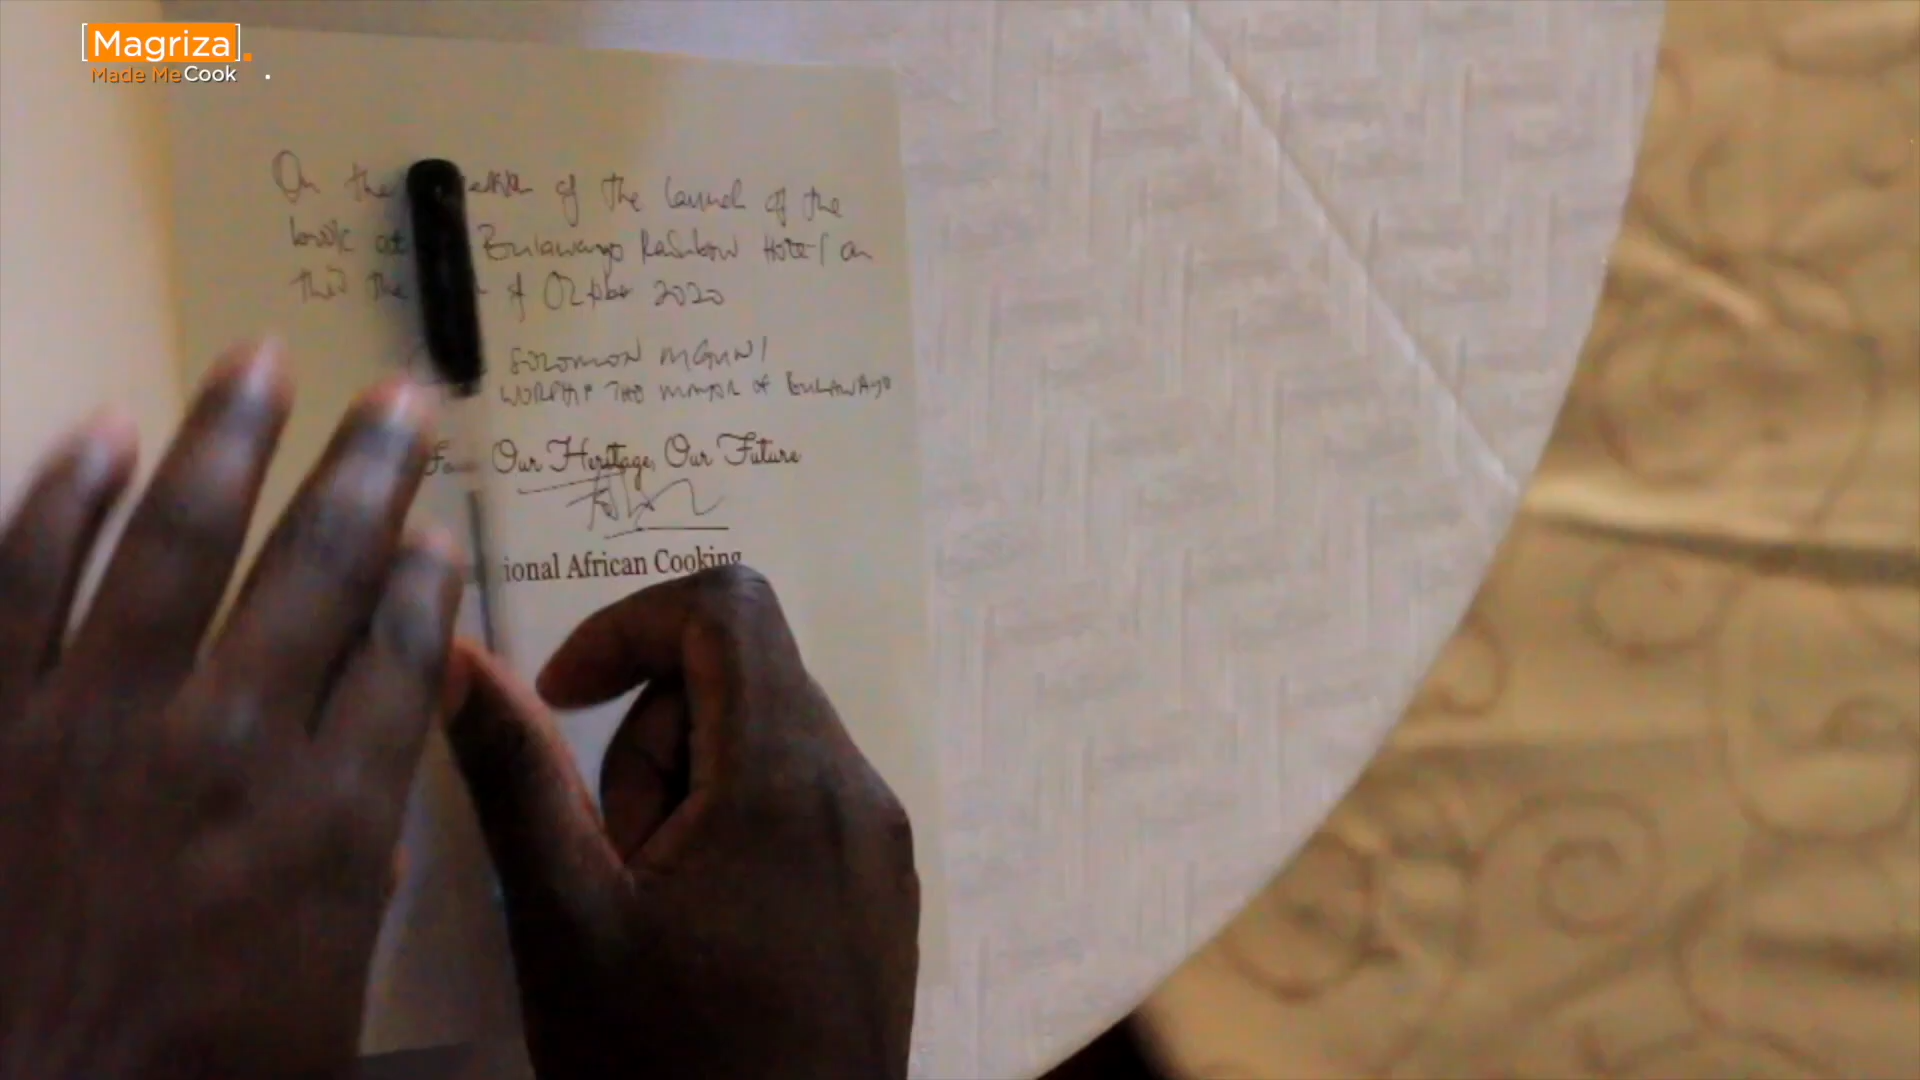 [Magriza].
Made Me Cook
On the of the launch of the
book at Bulawayo Rainbow Hotel on
this the of October 2020
SOLOMON MGUNI
WORSHIP THE MAYOR OF BULAWAYO
Our Heritage, Our Future
African Cooking